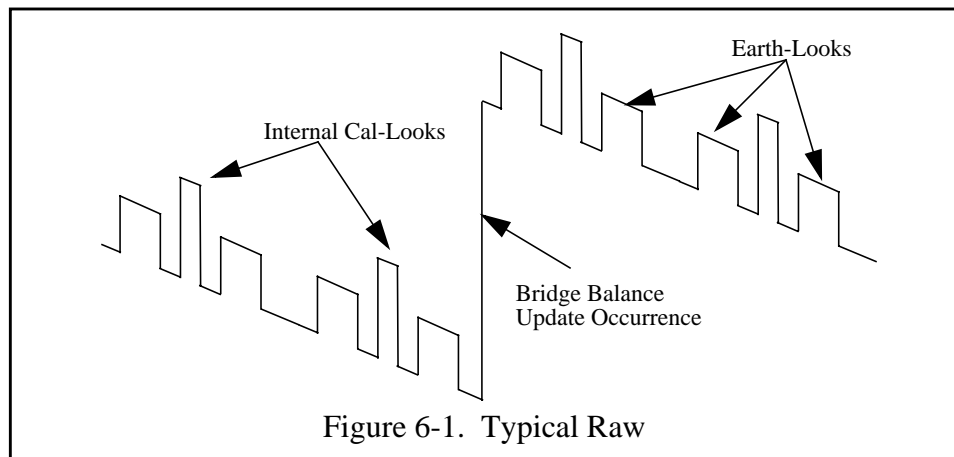 Earth-Looks
Internal Cal-Looks
Bridge Balance
Update Occurrence
Figure 6-1. Typical Raw